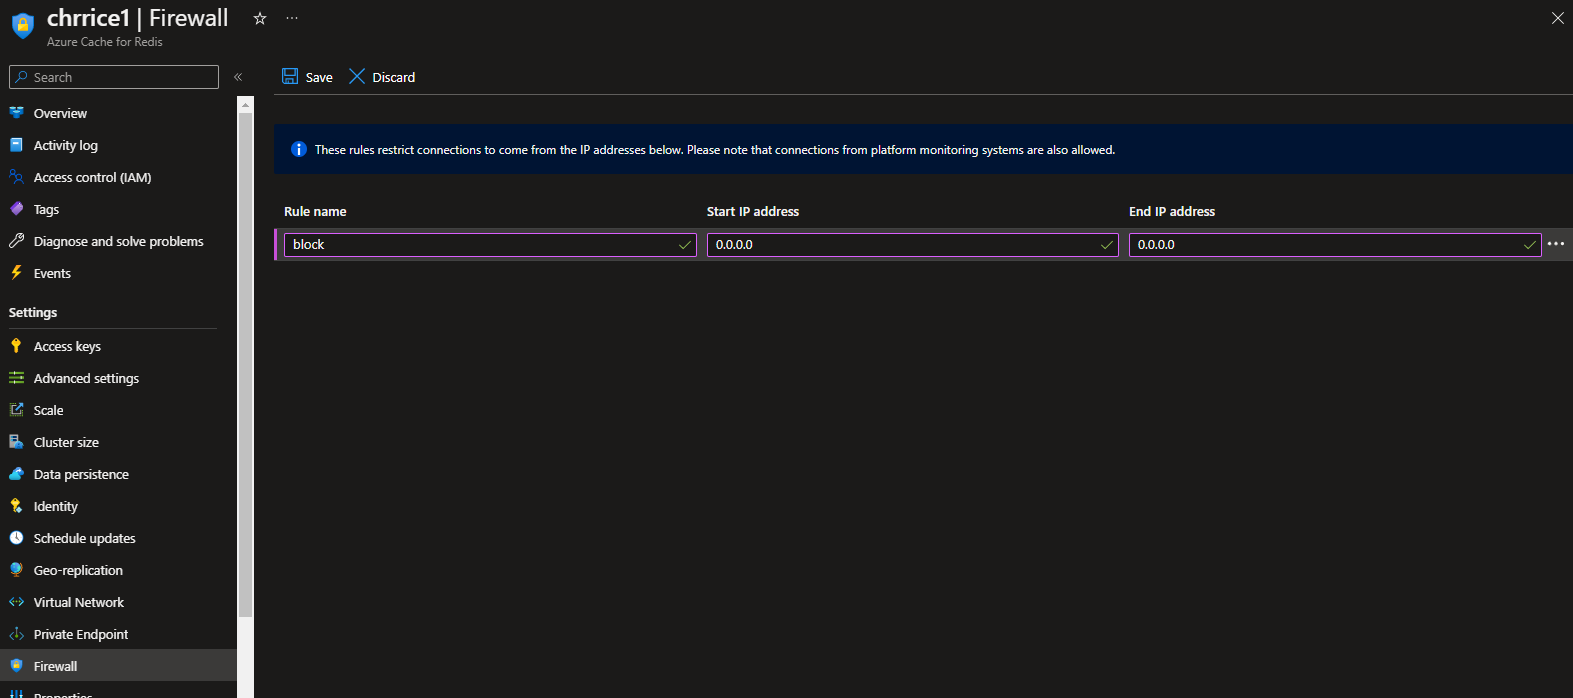 chrrice1 | Firewall
Azure Cache for Redis
Search
Overview
Activity log
Access control (IAM)
Tags
Diagnose and solve problems
Events
Settings
Access keys
Advanced settings
Scale
Cluster size
Data persistence
Identity
Schedule updates
Geo-replication
Virtual Network
Private Endpoint
Firewall
Properties
Save Discard
These rules restrict connections to come from the IP addresses below. Please note that connections from platform monitoring systems are also allowed.
Rule name Start IP address End IP address
block 0.0.0.0 0.0.0.0